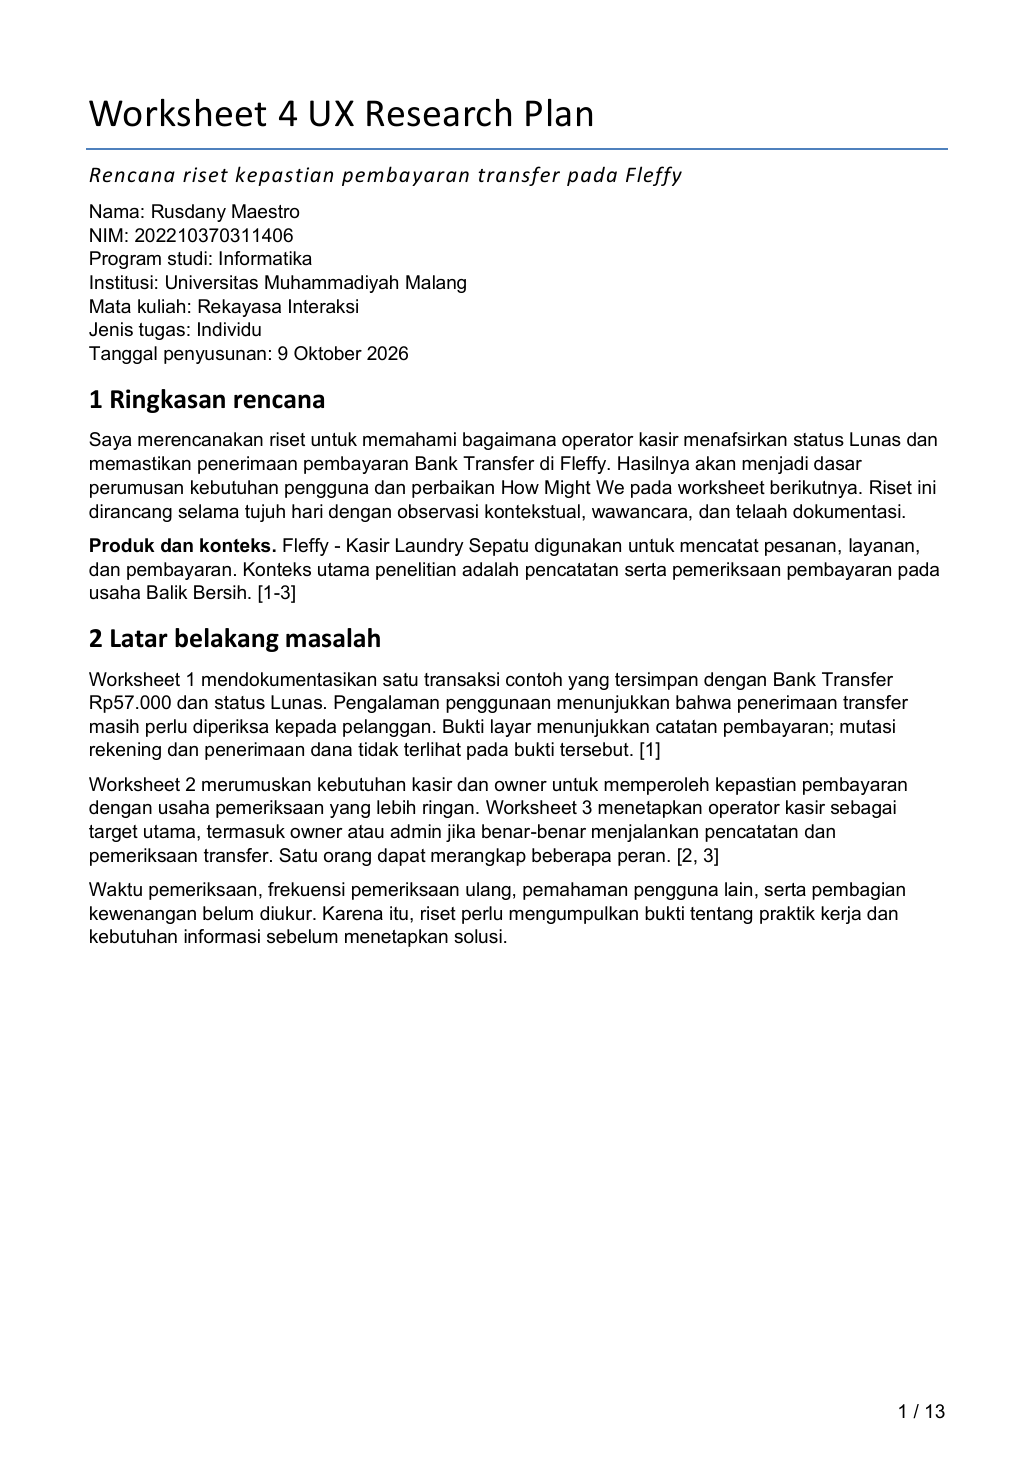 Worksheet 4 UX Research Plan
Rencana riset kepastian pembayaran transfer pada Fleffy
Nama: Rusdany Maestro
NIM: 202210370311406
Program studi: Informatika
Institusi: Universitas Muhammadiyah Malang
Mata kuliah: Rekayasa Interaksi
Jenis tugas: Individu
Tanggal penyusunan: 9 Oktober 2026
1 Ringkasan rencana
Saya merencanakan riset untuk memahami bagaimana operator kasir menafsirkan status Lunas dan
memastikan penerimaan pembayaran Bank Transfer di Fleffy. Hasilnya akan menjadi dasar
perumusan kebutuhan pengguna dan perbaikan How Might We pada worksheet berikutnya. Riset ini
dirancang selama tujuh hari dengan observasi kontekstual, wawancara, dan telaah dokumentasi.
Produk dan konteks. Fleffy - Kasir Laundry Sepatu digunakan untuk mencatat pesanan, layanan,
dan pembayaran. Konteks utama penelitian adalah pencatatan serta pemeriksaan pembayaran pada
usaha Balik Bersih. [1-3]
2 Latar belakang masalah
Worksheet 1 mendokumentasikan satu transaksi contoh yang tersimpan dengan Bank Transfer
Rp57.000 dan status Lunas. Pengalaman penggunaan menunjukkan bahwa penerimaan transfer
masih perlu diperiksa kepada pelanggan. Bukti layar menunjukkan catatan pembayaran; mutasi
rekening dan penerimaan dana tidak terlihat pada bukti tersebut. [1]
Worksheet 2 merumuskan kebutuhan kasir dan owner untuk memperoleh kepastian pembayaran
dengan usaha pemeriksaan yang lebih ringan. Worksheet 3 menetapkan operator kasir sebagai
target utama, termasuk owner atau admin jika benar-benar menjalankan pencatatan dan
pemeriksaan transfer. Satu orang dapat merangkap beberapa peran. [2, 3]
Waktu pemeriksaan, frekuensi pemeriksaan ulang, pemahaman pengguna lain, serta pembagian
kewenangan belum diukur. Karena itu, riset perlu mengumpulkan bukti tentang praktik kerja dan
kebutuhan informasi sebelum menetapkan solusi.
1 / 13